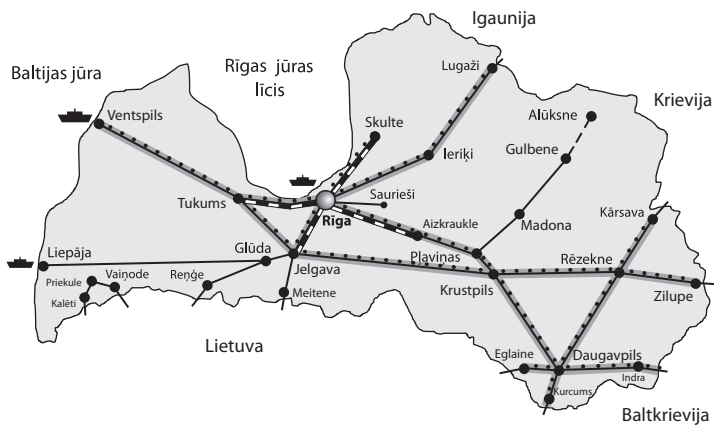 Igaunija
Baltijas jūra
Rīgas jūras
līcis
Lugaži
Krievija
Ventspils
Skulte
Alūksne
Gulbene
Ieriķi
Tukums
Saurieši
Rīga
Aizkraukle
Madona
Kārsava
Liepāja
Glūda
Jelgava
Pļaviņas
Rēzekne
Priekule
Vaiņode
Reņģe
Meitene
Krustpils
Zilupe
Kalēti
Lietuva
Eglaine
Daugavpils
Indra
Kurcums
Baltkrievija